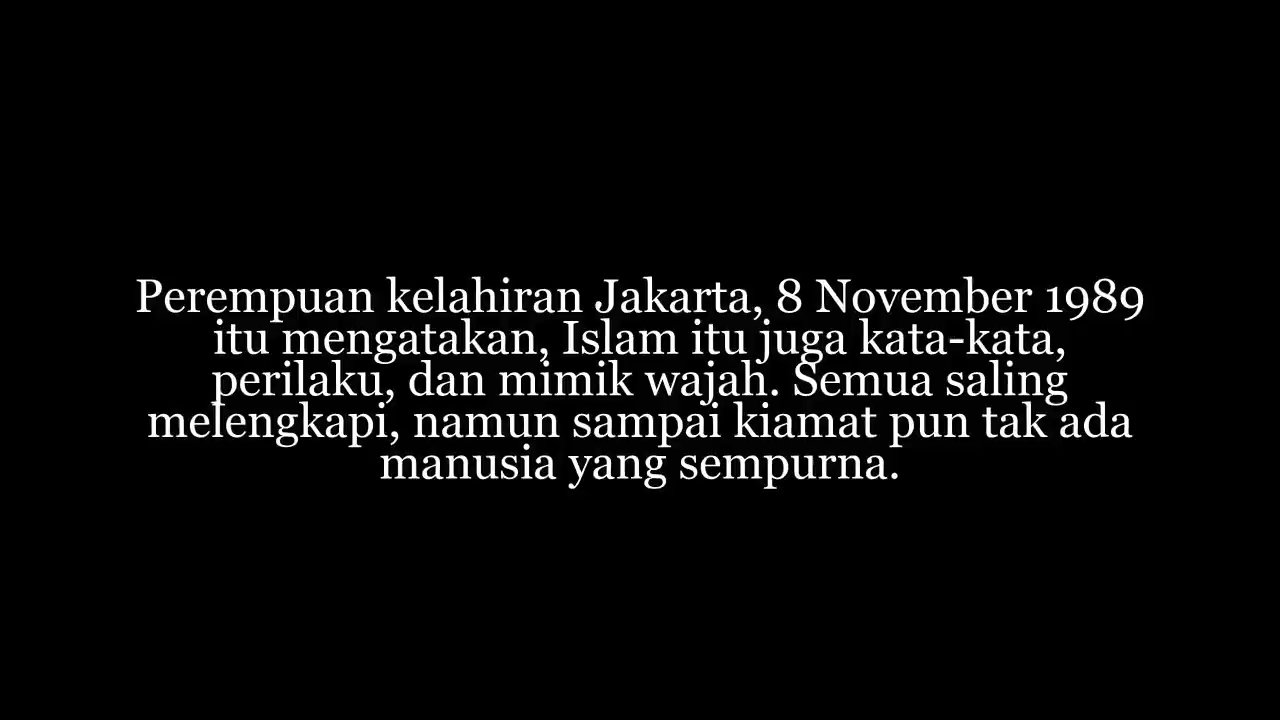 Perempuan kelahiran Jakarta, 8 November 1989
itu mengatakan, Islam itu juga kata-kata,
perilaku, dan mimik wajah. Semua saling
melengkapi, namun sampai kiamat pun tak ada
manusia yang sempurna.